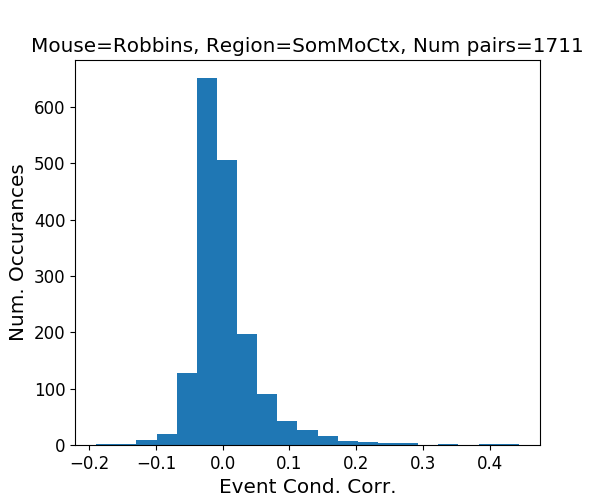 Mouse=Robbins, Region=SomMoCtx, Num pairs=1711
Num. Occurances
600
500
400
300
200
100
0
−0.2 −0.1 0.0 0.1 0.2 0.3 0.4
Event Cond. Corr.